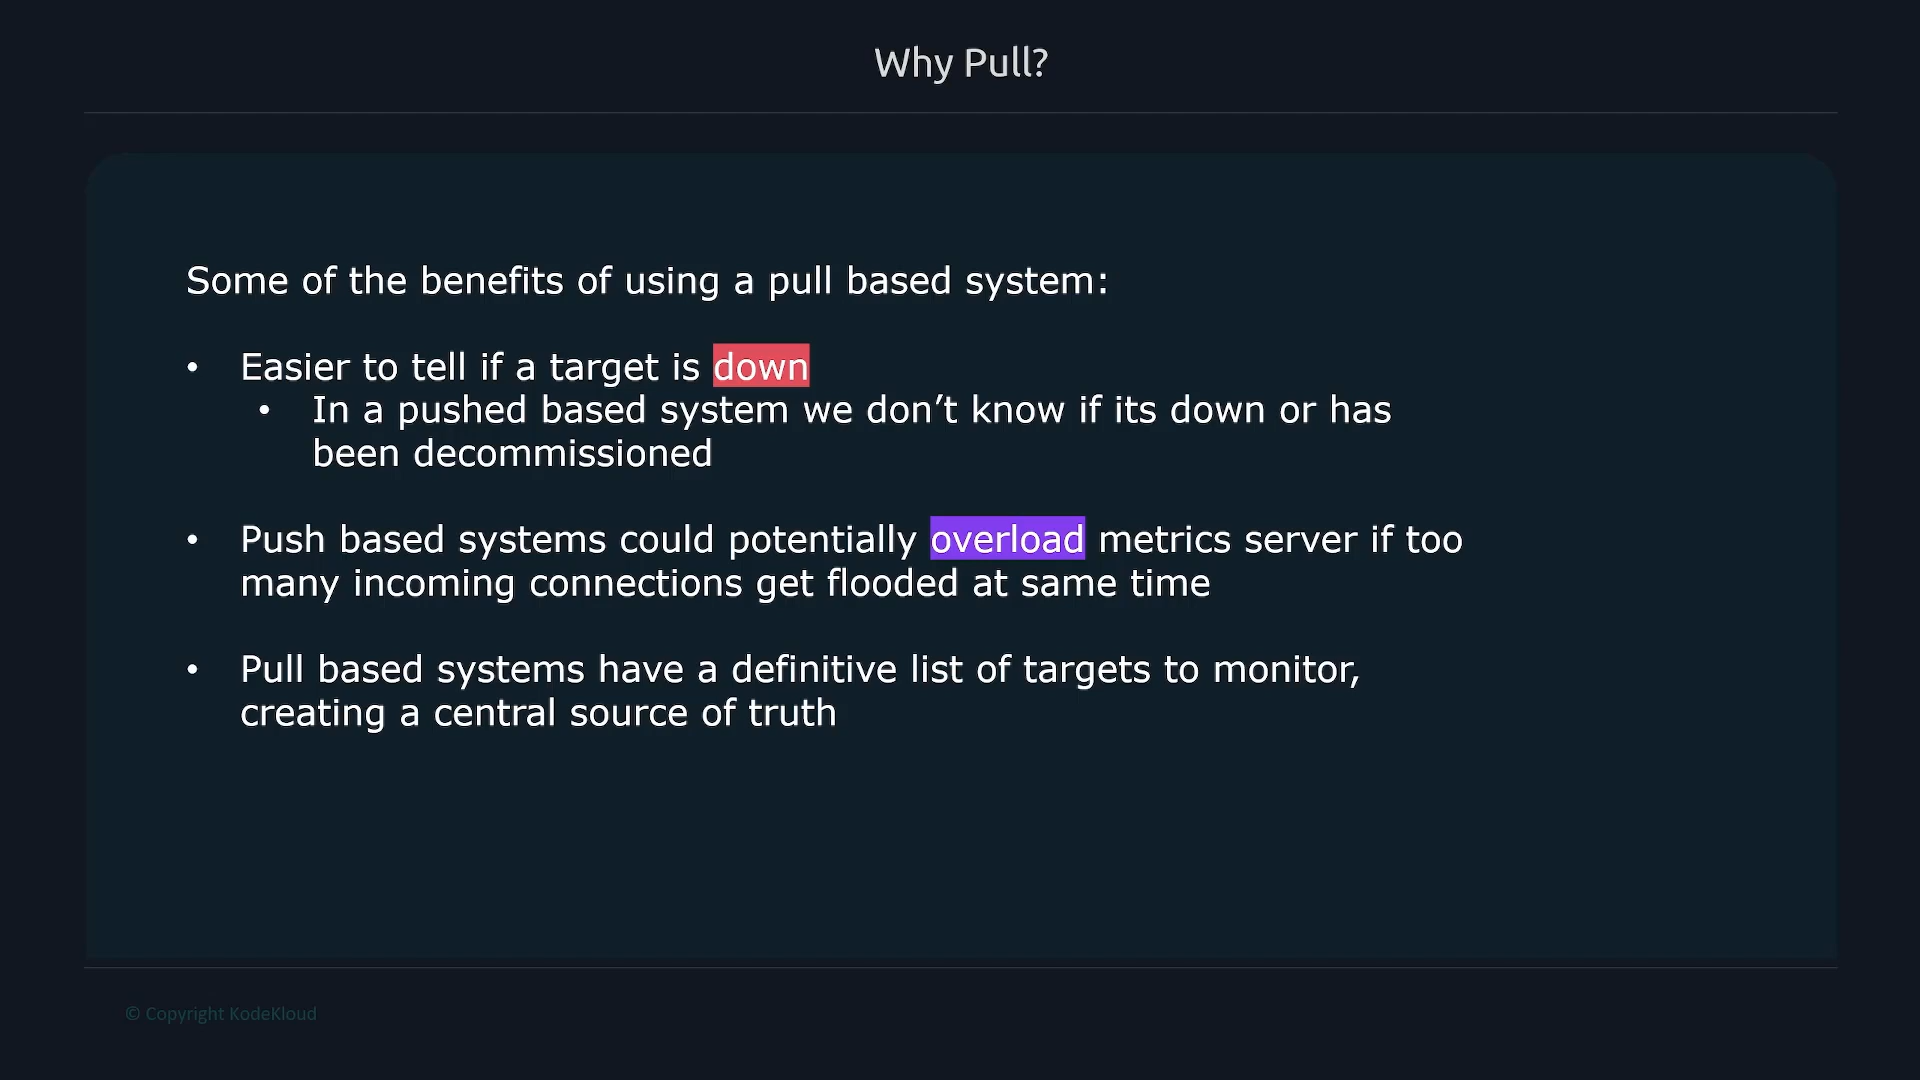 Why Pull?
Some of the benefits of using a pull based system:
• Easier to tell if a target is down
• In a pushed based system we don’t know if its down or has
been decommissioned
• Push based systems could potentially overload metrics server if too
many incoming connections get flooded at same time
• Pull based systems have a definitive list of targets to monitor,
creating a central source of truth
© Copyright KodeKloud